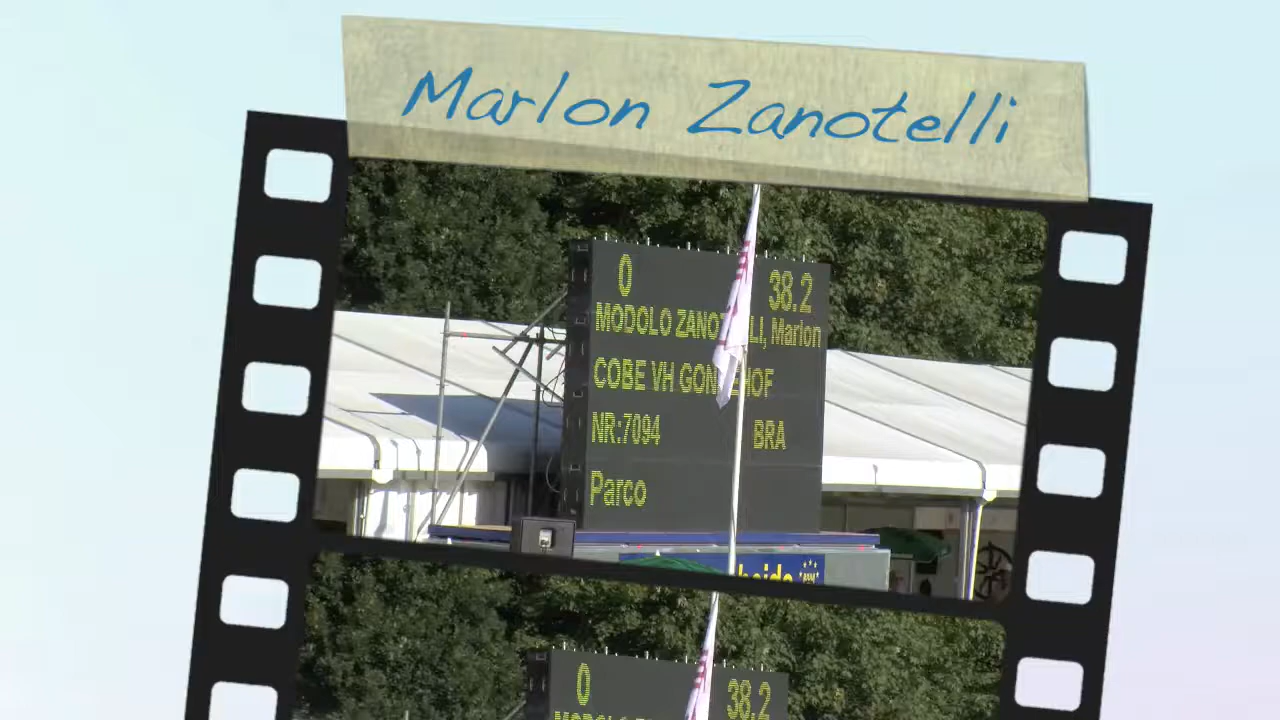 Marlon Zanotelli
0 38.2
MODOLO ZANO LI, Marlon
COBE VH GON HOF
NR:7094 BRA
Parco
0 38.2